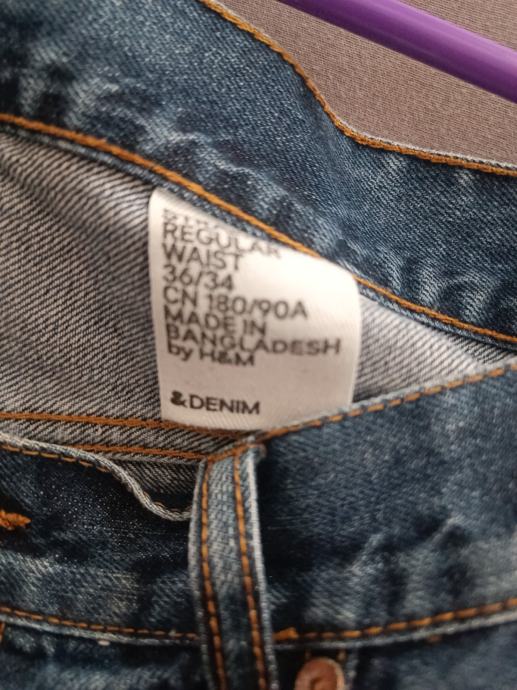 REGULAR
WAIST
36/34
CN 180/90A
MADE IN
BANGLADESH
by H&M
&DENIM